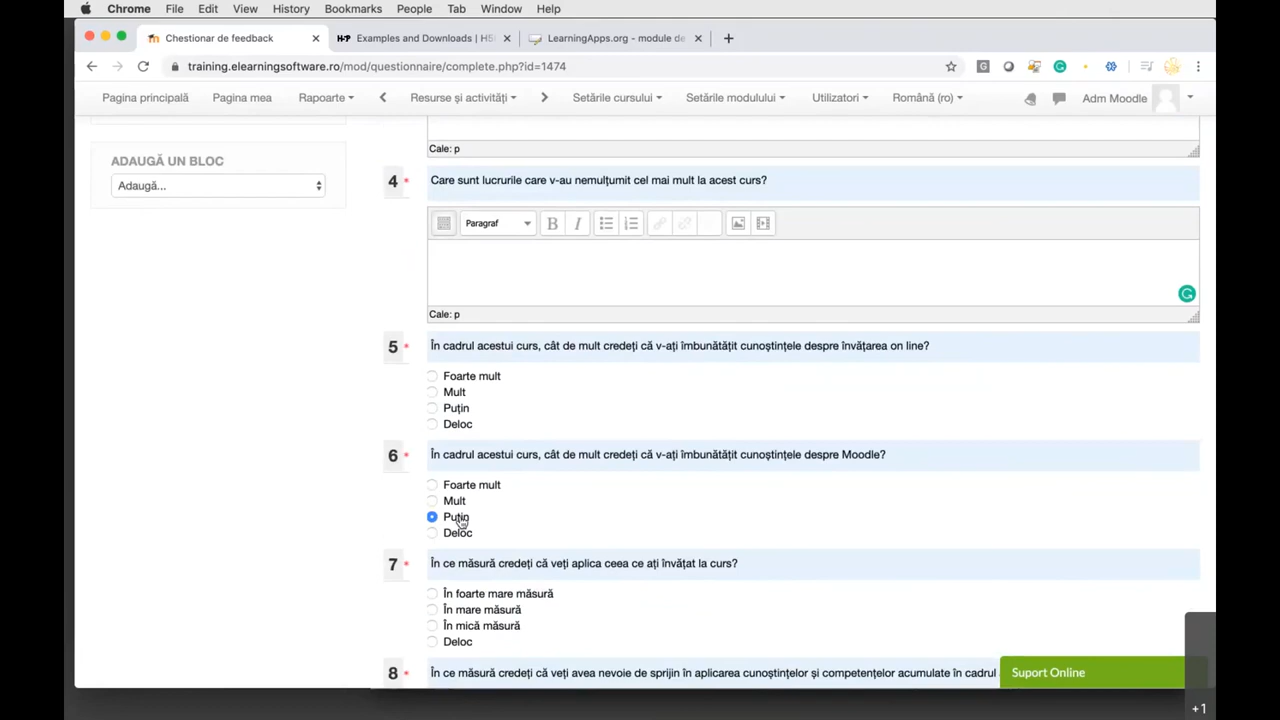 Chrome File Edit View History Bookmarks People Tab Window Help
Chestionar de feedback
H5P Examples and Downloads | H5
LearningApps.org - module de
training.elearningsoftware.ro/mod/questionnaire/complete.php?id=1474
Pagina principală Pagina mea Rapoarte Resurse și activități Setările cursului Setările modulului Utilizatori Română (ro) Adm Moodle
ADAUGĂ UN BLOC
Adaugă...
Cale: p
4 * Care sunt lucrurile care v-au nemulțumit cel mai mult la acest curs?
Paragraf B I
Cale: p
5 * În cadrul acestui curs, cât de mult credeți că v-ați îmbunătățit cunoștințele despre învățarea on line?
Foarte mult
Mult
Puțin
Deloc
6 * În cadrul acestui curs, cât de mult credeți că v-ați îmbunătățit cunoștințele despre Moodle?
Foarte mult
Mult
Puțin
Deloc
7 * În ce măsură credeți că veți aplica ceea ce ați învățat la curs?
În foarte mare măsură
În mare măsură
În mică măsură
Deloc
8 * În ce măsură credeți că veți avea nevoie de sprijin în aplicarea cunoștințelor și competențelor acumulate în cadrul
Suport Online
+1